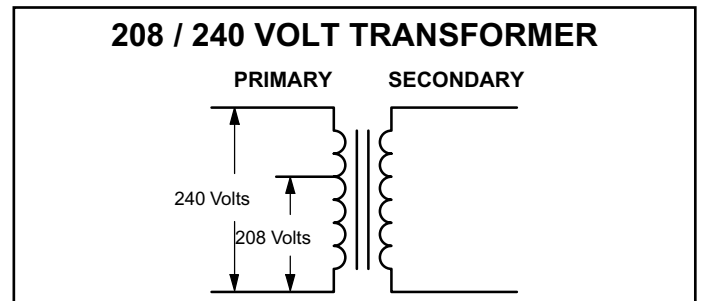 208 / 240 VOLT TRANSFORMER
PRIMARY SECONDARY
240 Volts
208 Volts